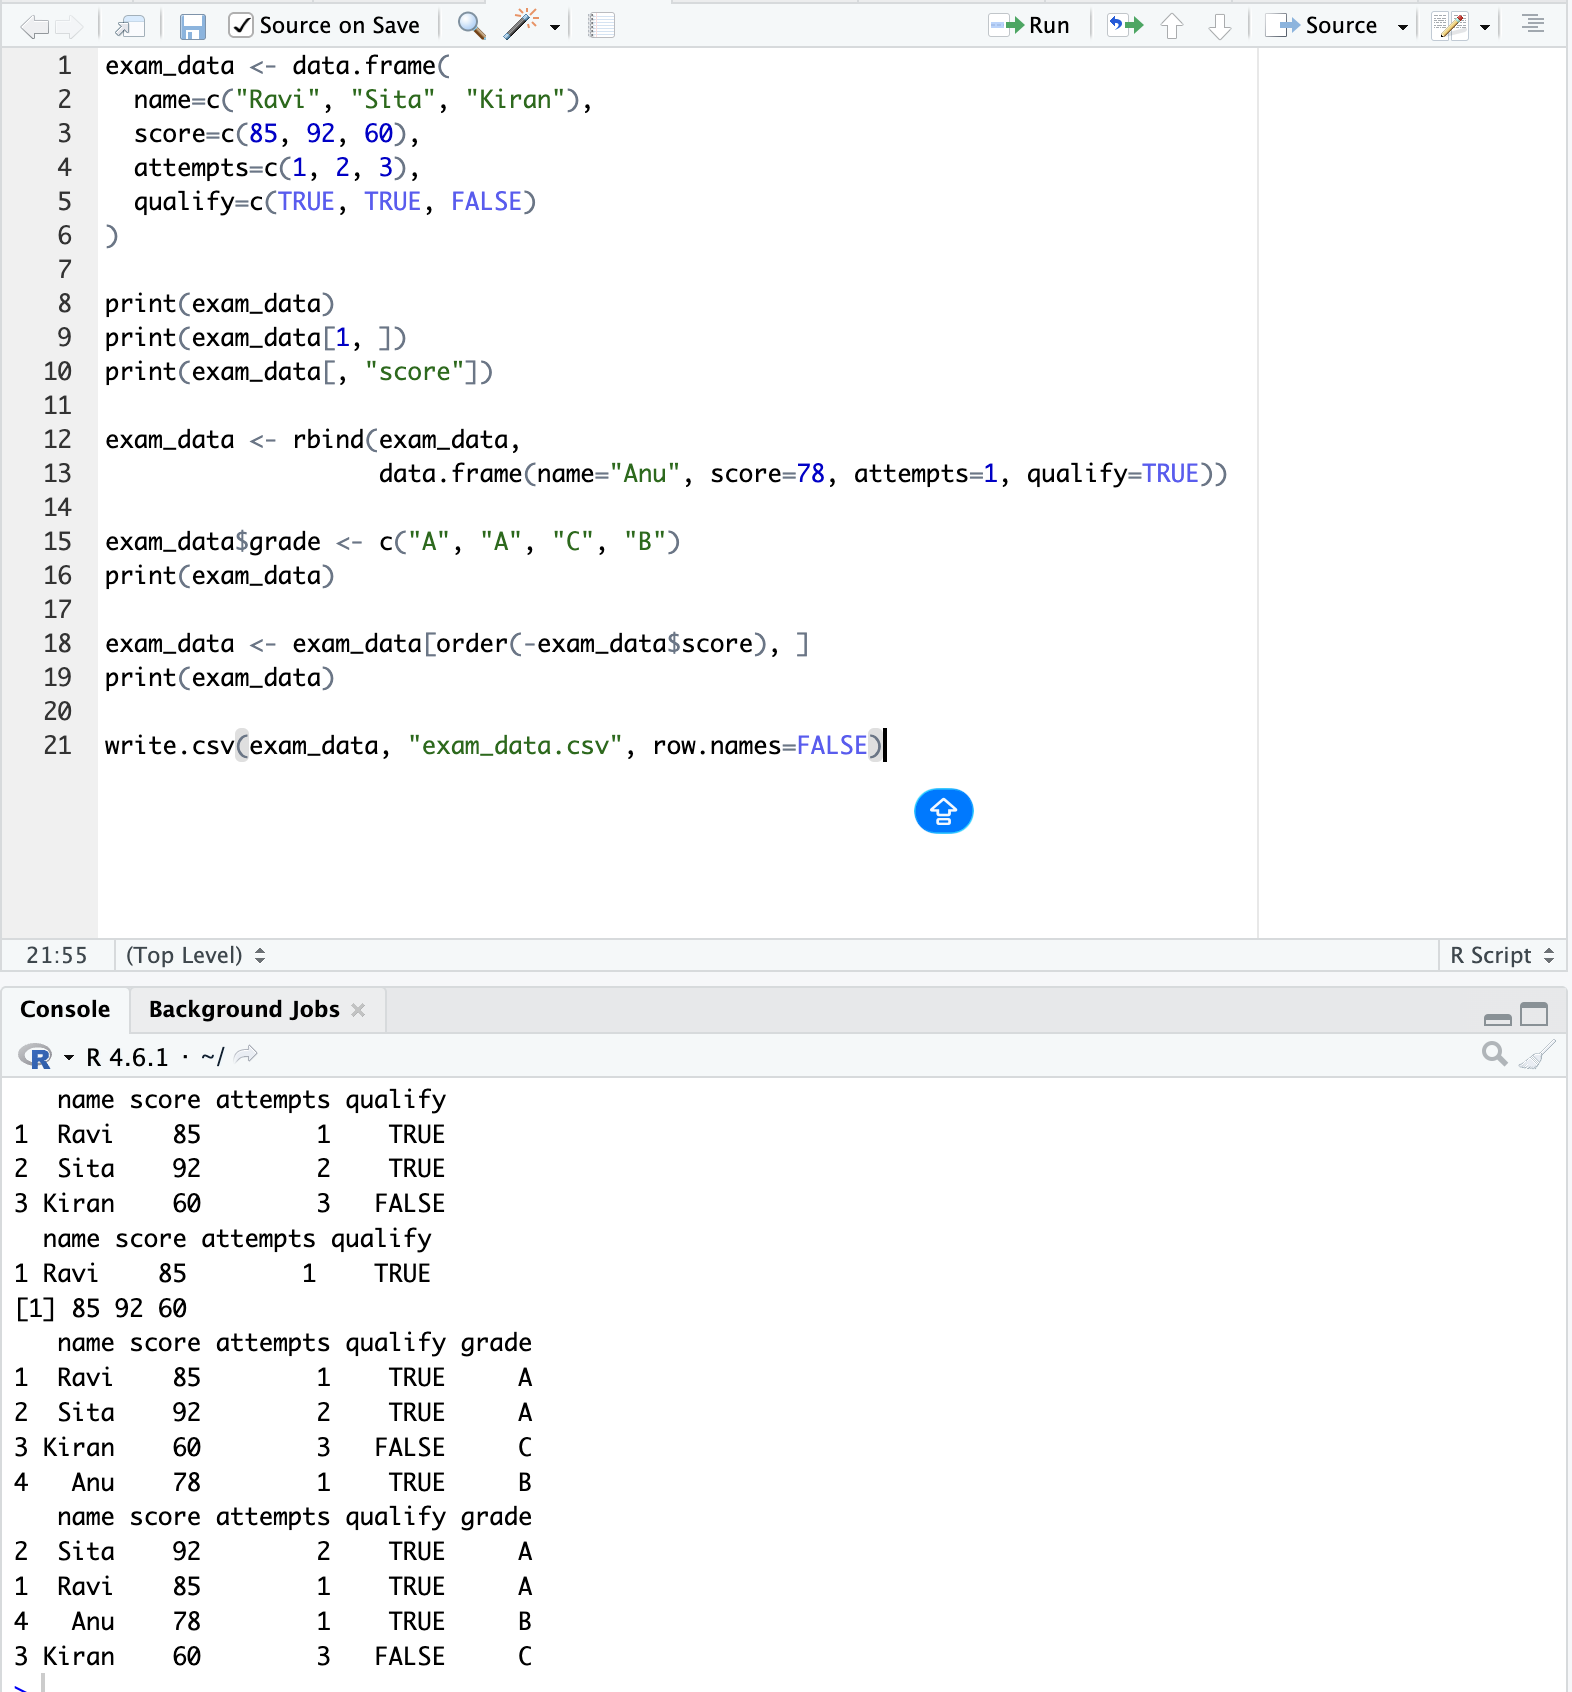 Source on Save Run Source
1 exam_data <- data.frame(
2   name=c("Ravi", "Sita", "Kiran"),
3   score=c(85, 92, 60),
4   attempts=c(1, 2, 3),
5   qualify=c(TRUE, TRUE, FALSE)
6 )
7
8 print(exam_data)
9 print(exam_data[1, ])
10 print(exam_data[, "score"])
11
12 exam_data <- rbind(exam_data,
13                    data.frame(name="Anu", score=78, attempts=1, qualify=TRUE))
14
15 exam_data$grade <- c("A", "A", "C", "B")
16 print(exam_data)
17
18 exam_data <- exam_data[order(-exam_data$score), ]
19 print(exam_data)
20
21 write.csv(exam_data, "exam_data.csv", row.names=FALSE)
21:55 (Top Level) R Script
Console Background Jobs
R 4.6.1 · ~/
   name score attempts qualify
1  Ravi    85        1    TRUE
2  Sita    92        2    TRUE
3 Kiran    60        3   FALSE
  name score attempts qualify
1 Ravi    85        1    TRUE
[1] 85 92 60
   name score attempts qualify grade
1  Ravi    85        1    TRUE     A
2  Sita    92        2    TRUE     A
3 Kiran    60        3   FALSE     C
4   Anu    78        1    TRUE     B
   name score attempts qualify grade
2  Sita    92        2    TRUE     A
1  Ravi    85        1    TRUE     A
4   Anu    78        1    TRUE     B
3 Kiran    60        3   FALSE     C
>